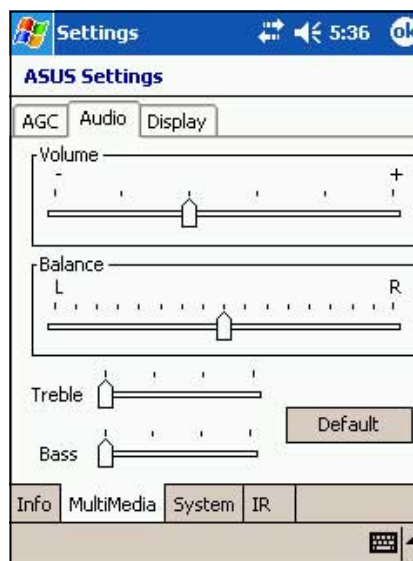 Settings 5:36 ok
ASUS Settings
AGC Audio Display
Volume
- +
Balance
L R
Treble
Default
Bass
Info MultiMedia System IR